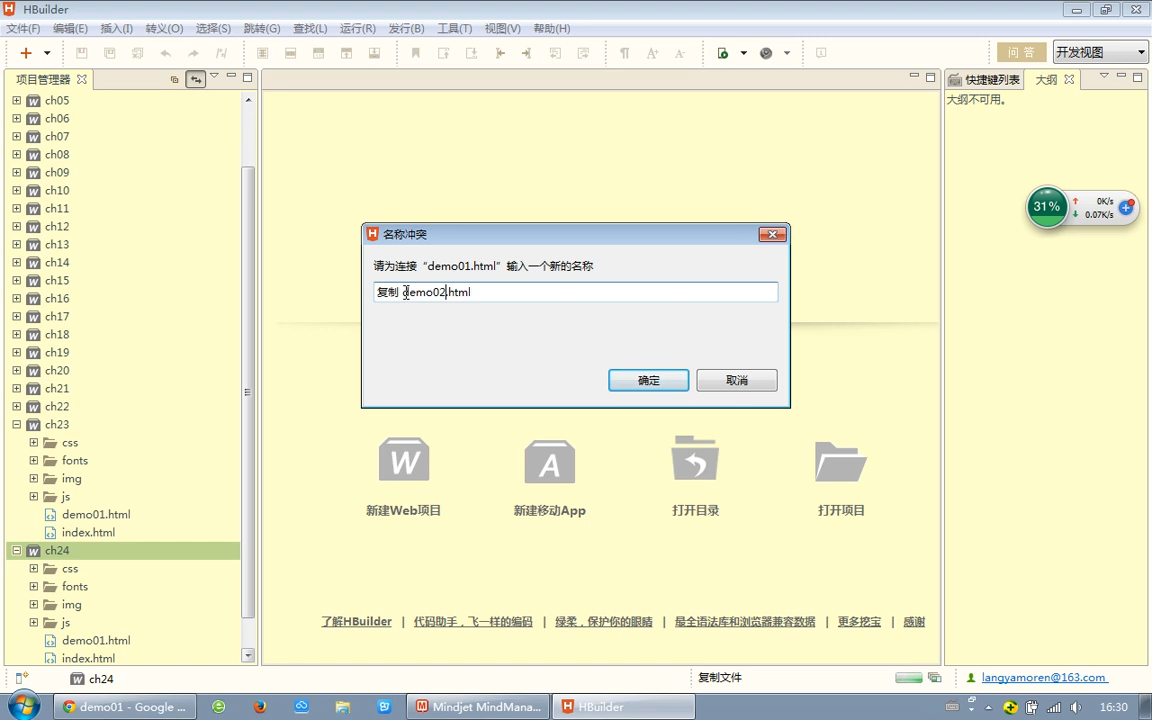 HBuilder
文件(F) 编辑(E) 插入(I) 转义(O) 选择(S) 跳转(G) 查找(L) 运行(R) 发行(B) 工具(T) 视图(V) 帮助(H)
问 答 开发视图
项目管理器 快捷键列表 大纲
大纲不可用。
ch05
ch06
ch07
ch08
ch09
ch10
ch11
ch12
ch13
ch14
ch15
ch16
ch17
ch18
ch19
ch20
ch21
ch22
ch23
css
fonts
img
js
demo01.html
index.html
ch24
css
fonts
img
js
demo01.html
index.html
31% 0K/s
0.07K/s
名称冲突
请为连接“demo01.html”输入一个新的名称
复制 demo02.html
确定 取消
W A
新建Web项目 新建移动App 打开目录 打开项目
了解HBuilder | 代码助手，飞一样的编码 | 绿柔，保护你的眼睛 | 最全语法库和浏览器兼容数据 | 更多挖宝 | 感谢
ch24 复制文件 langyamoren@163.com
demo01 - Google ... Mindjet MindMana... HBuilder 16:30